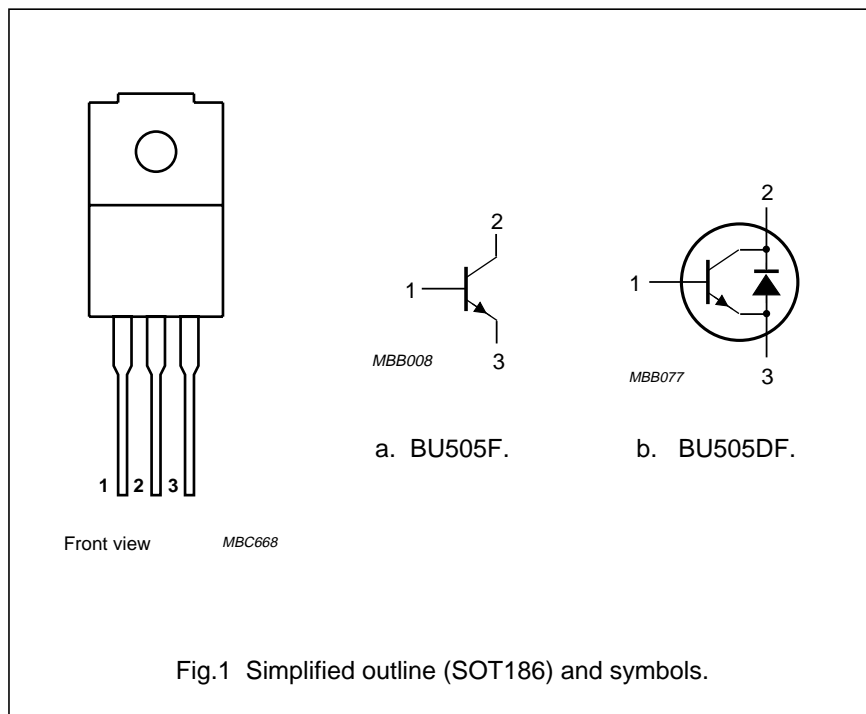 1 2 3
Front view
MBC668
2
1
3
MBB008
a. BU505F.
2
1
3
MBB077
b. BU505DF.
Fig.1 Simplified outline (SOT186) and symbols.